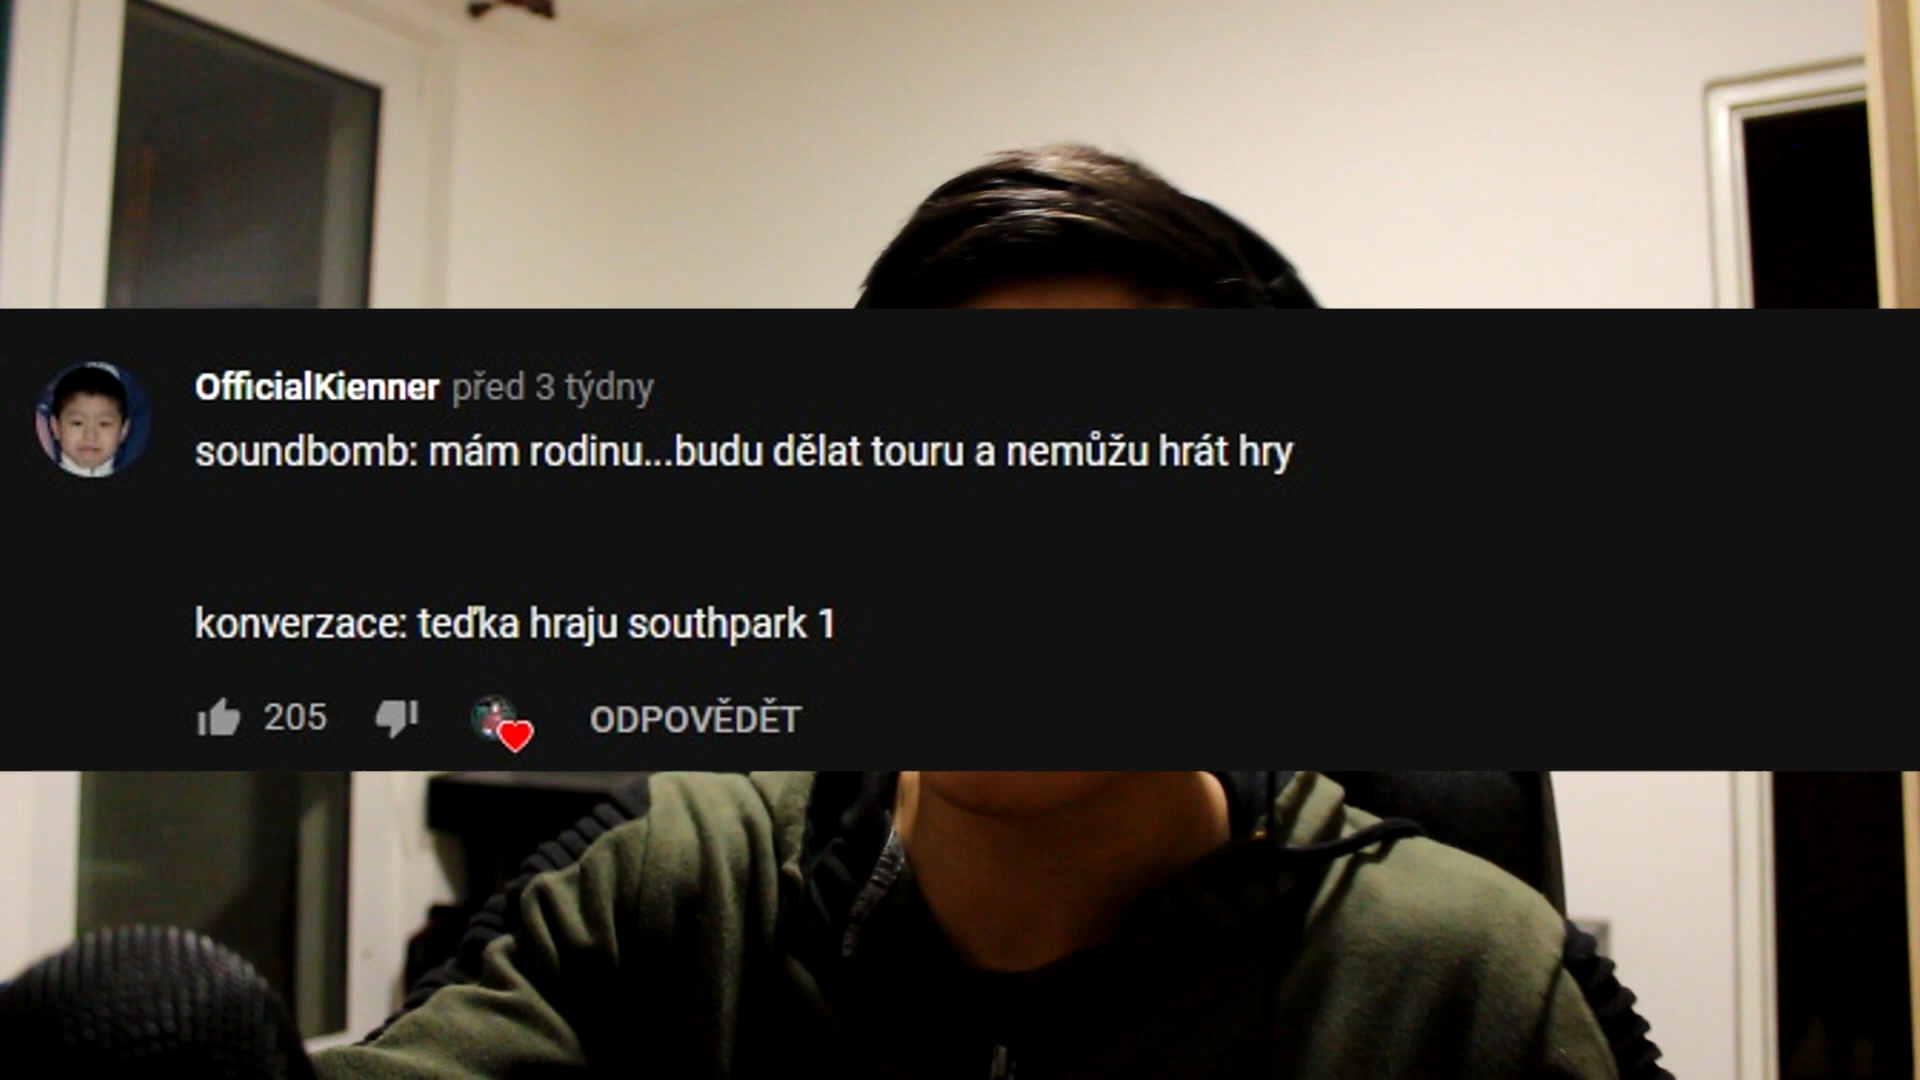 OfficialKienner před 3 týdny
soundbomb: mám rodinu...budu dělat touru a nemůžu hrát hry
konverzace: teďka hraju southpark 1
205
ODPOVĚDĚT